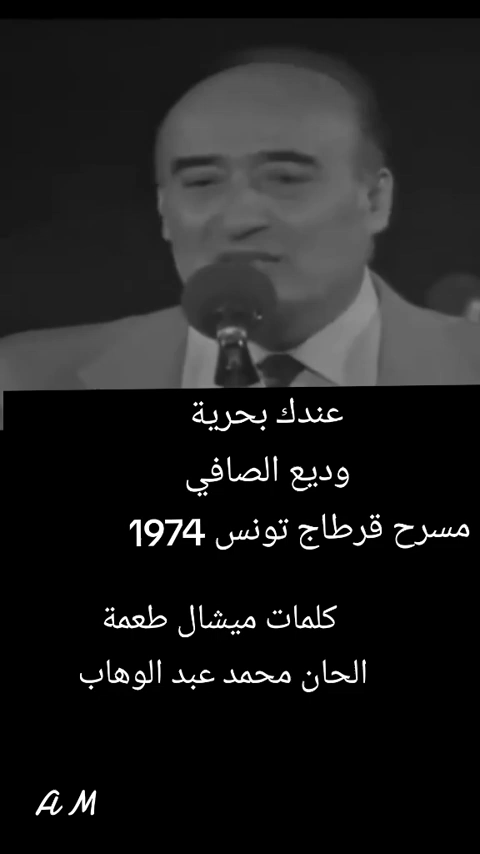 عندك بحرية
وديع الصافي
مسرح قرطاج تونس 1974
كلمات ميشال طعمة
الحان محمد عبد الوهاب
A M